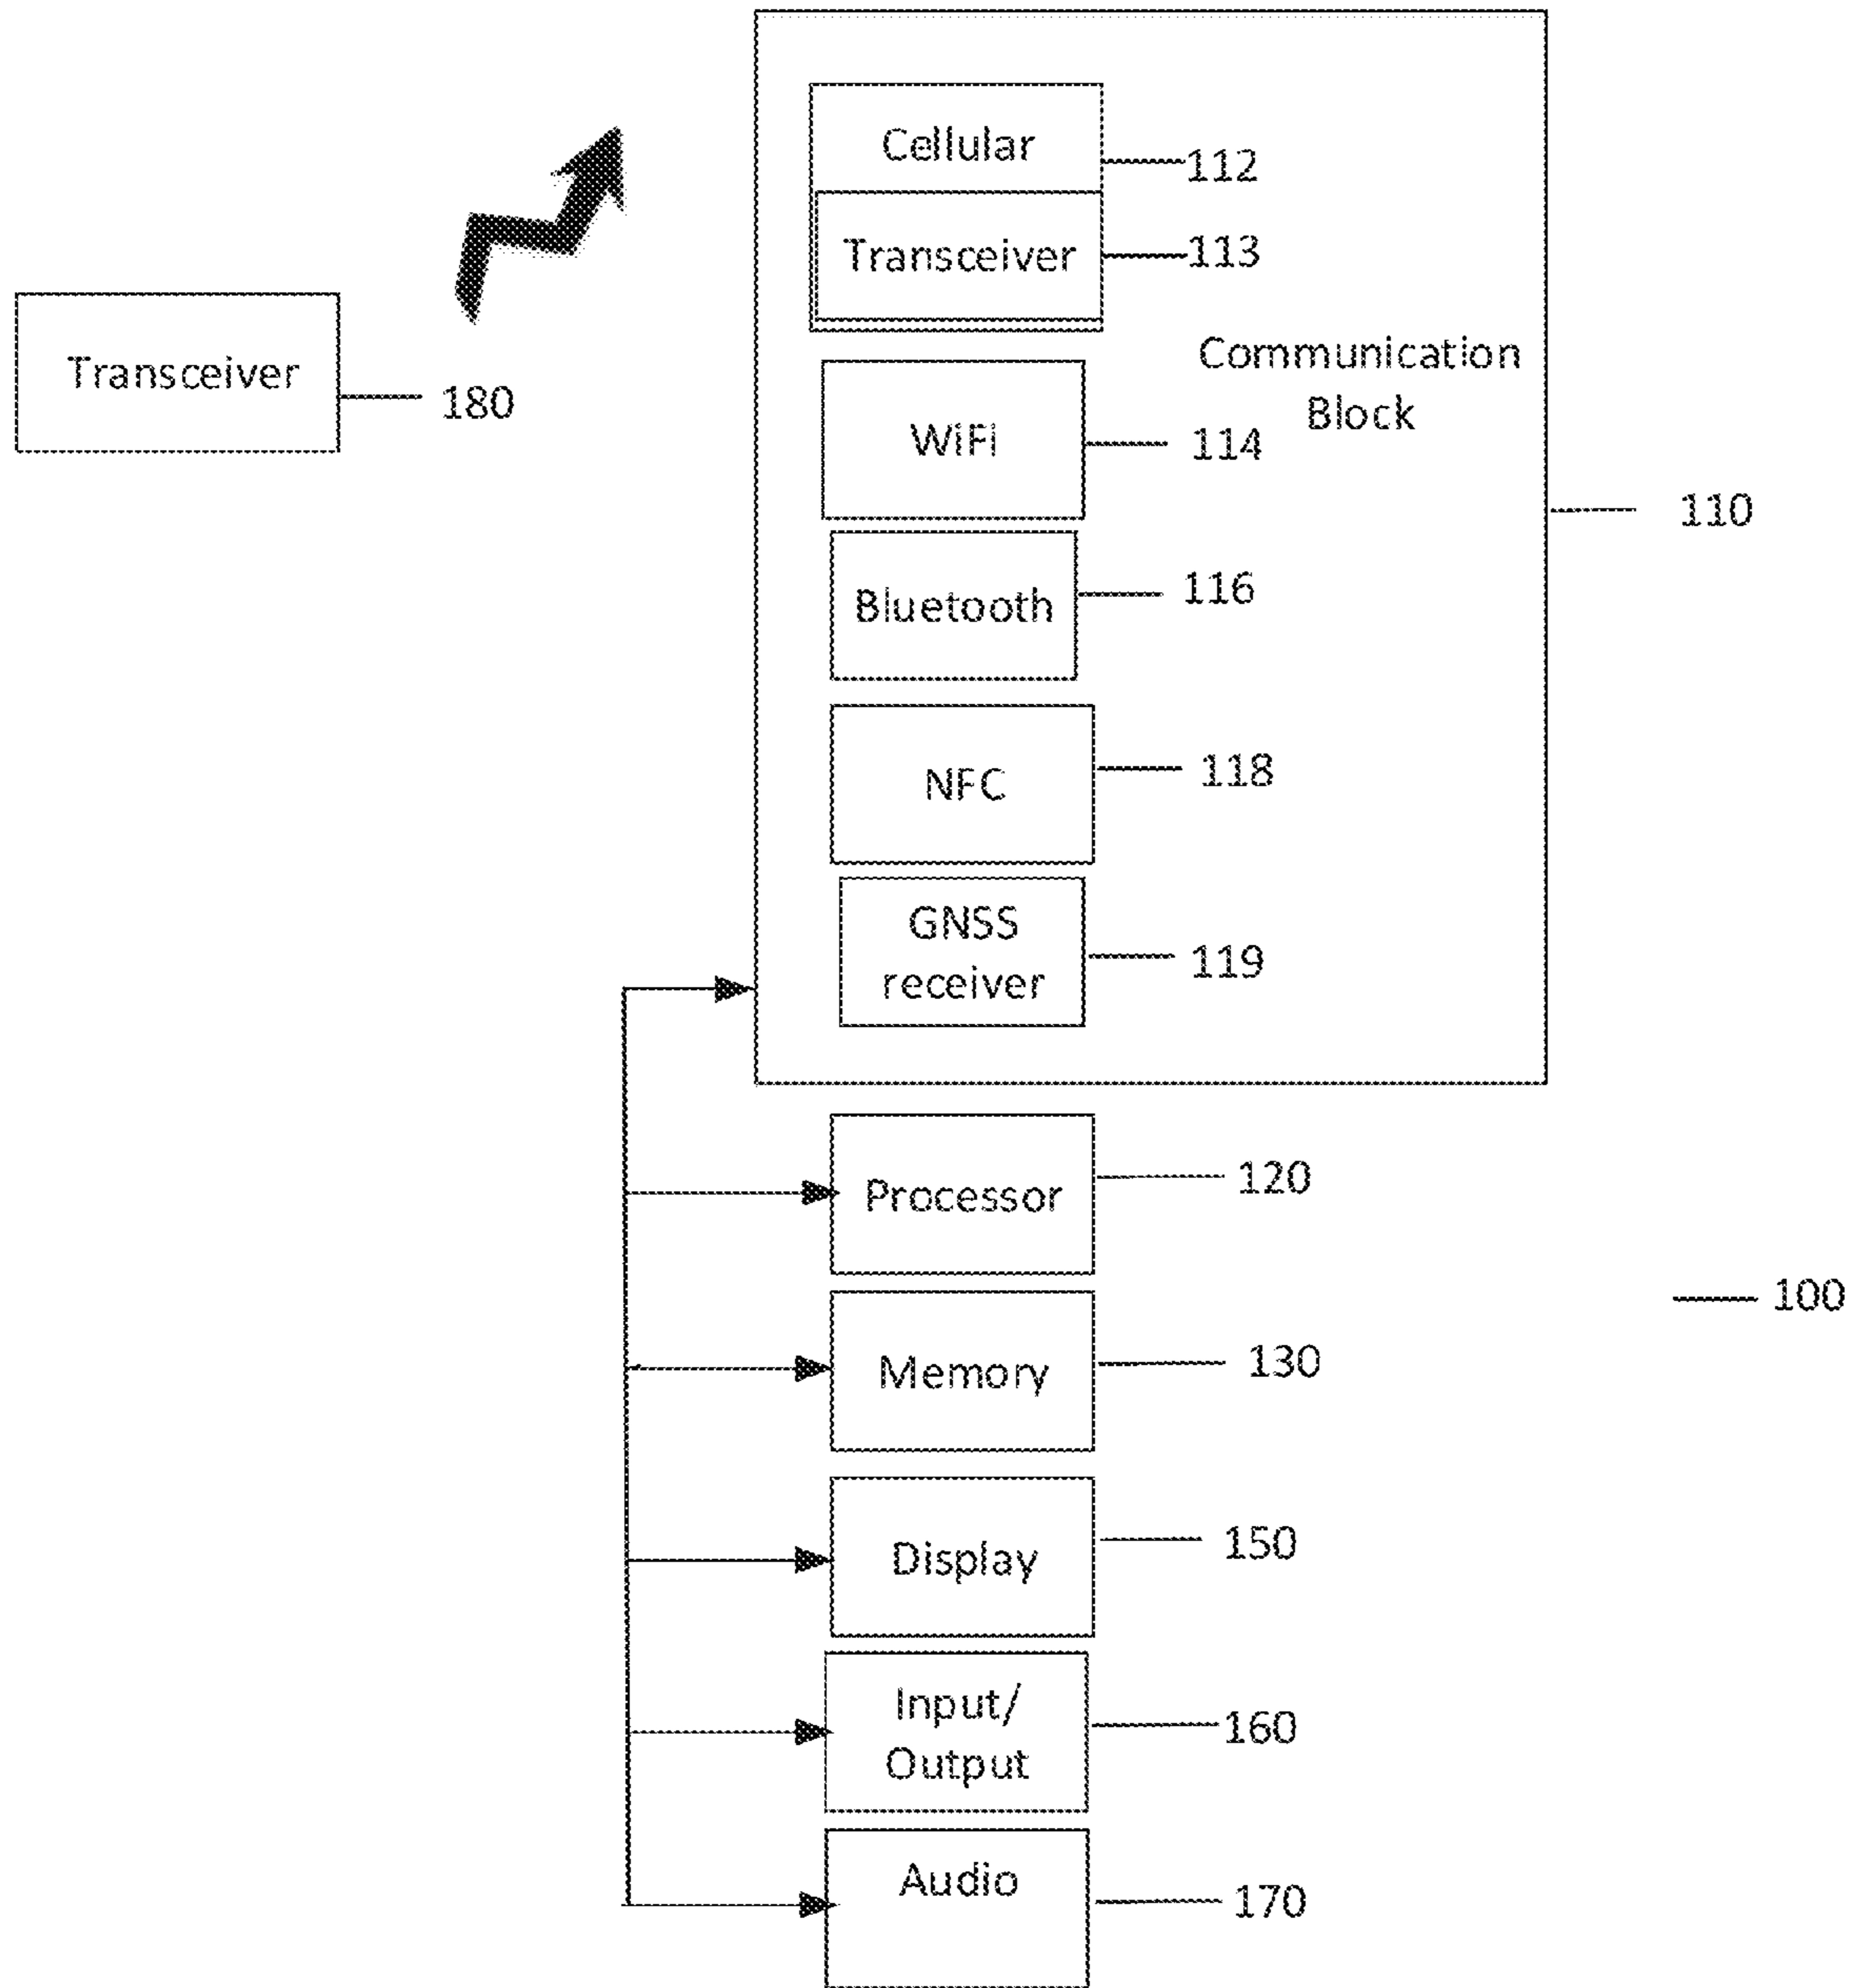 Cellular
112
Transceiver
113
Communication
Block
Transceiver
180
WiFi
114
110
Bluetooth
116
NFC
118
GNSS
receiver
119
Processor
120
100
Memory
130
Display
150
Input/
Output
160
Audio
170